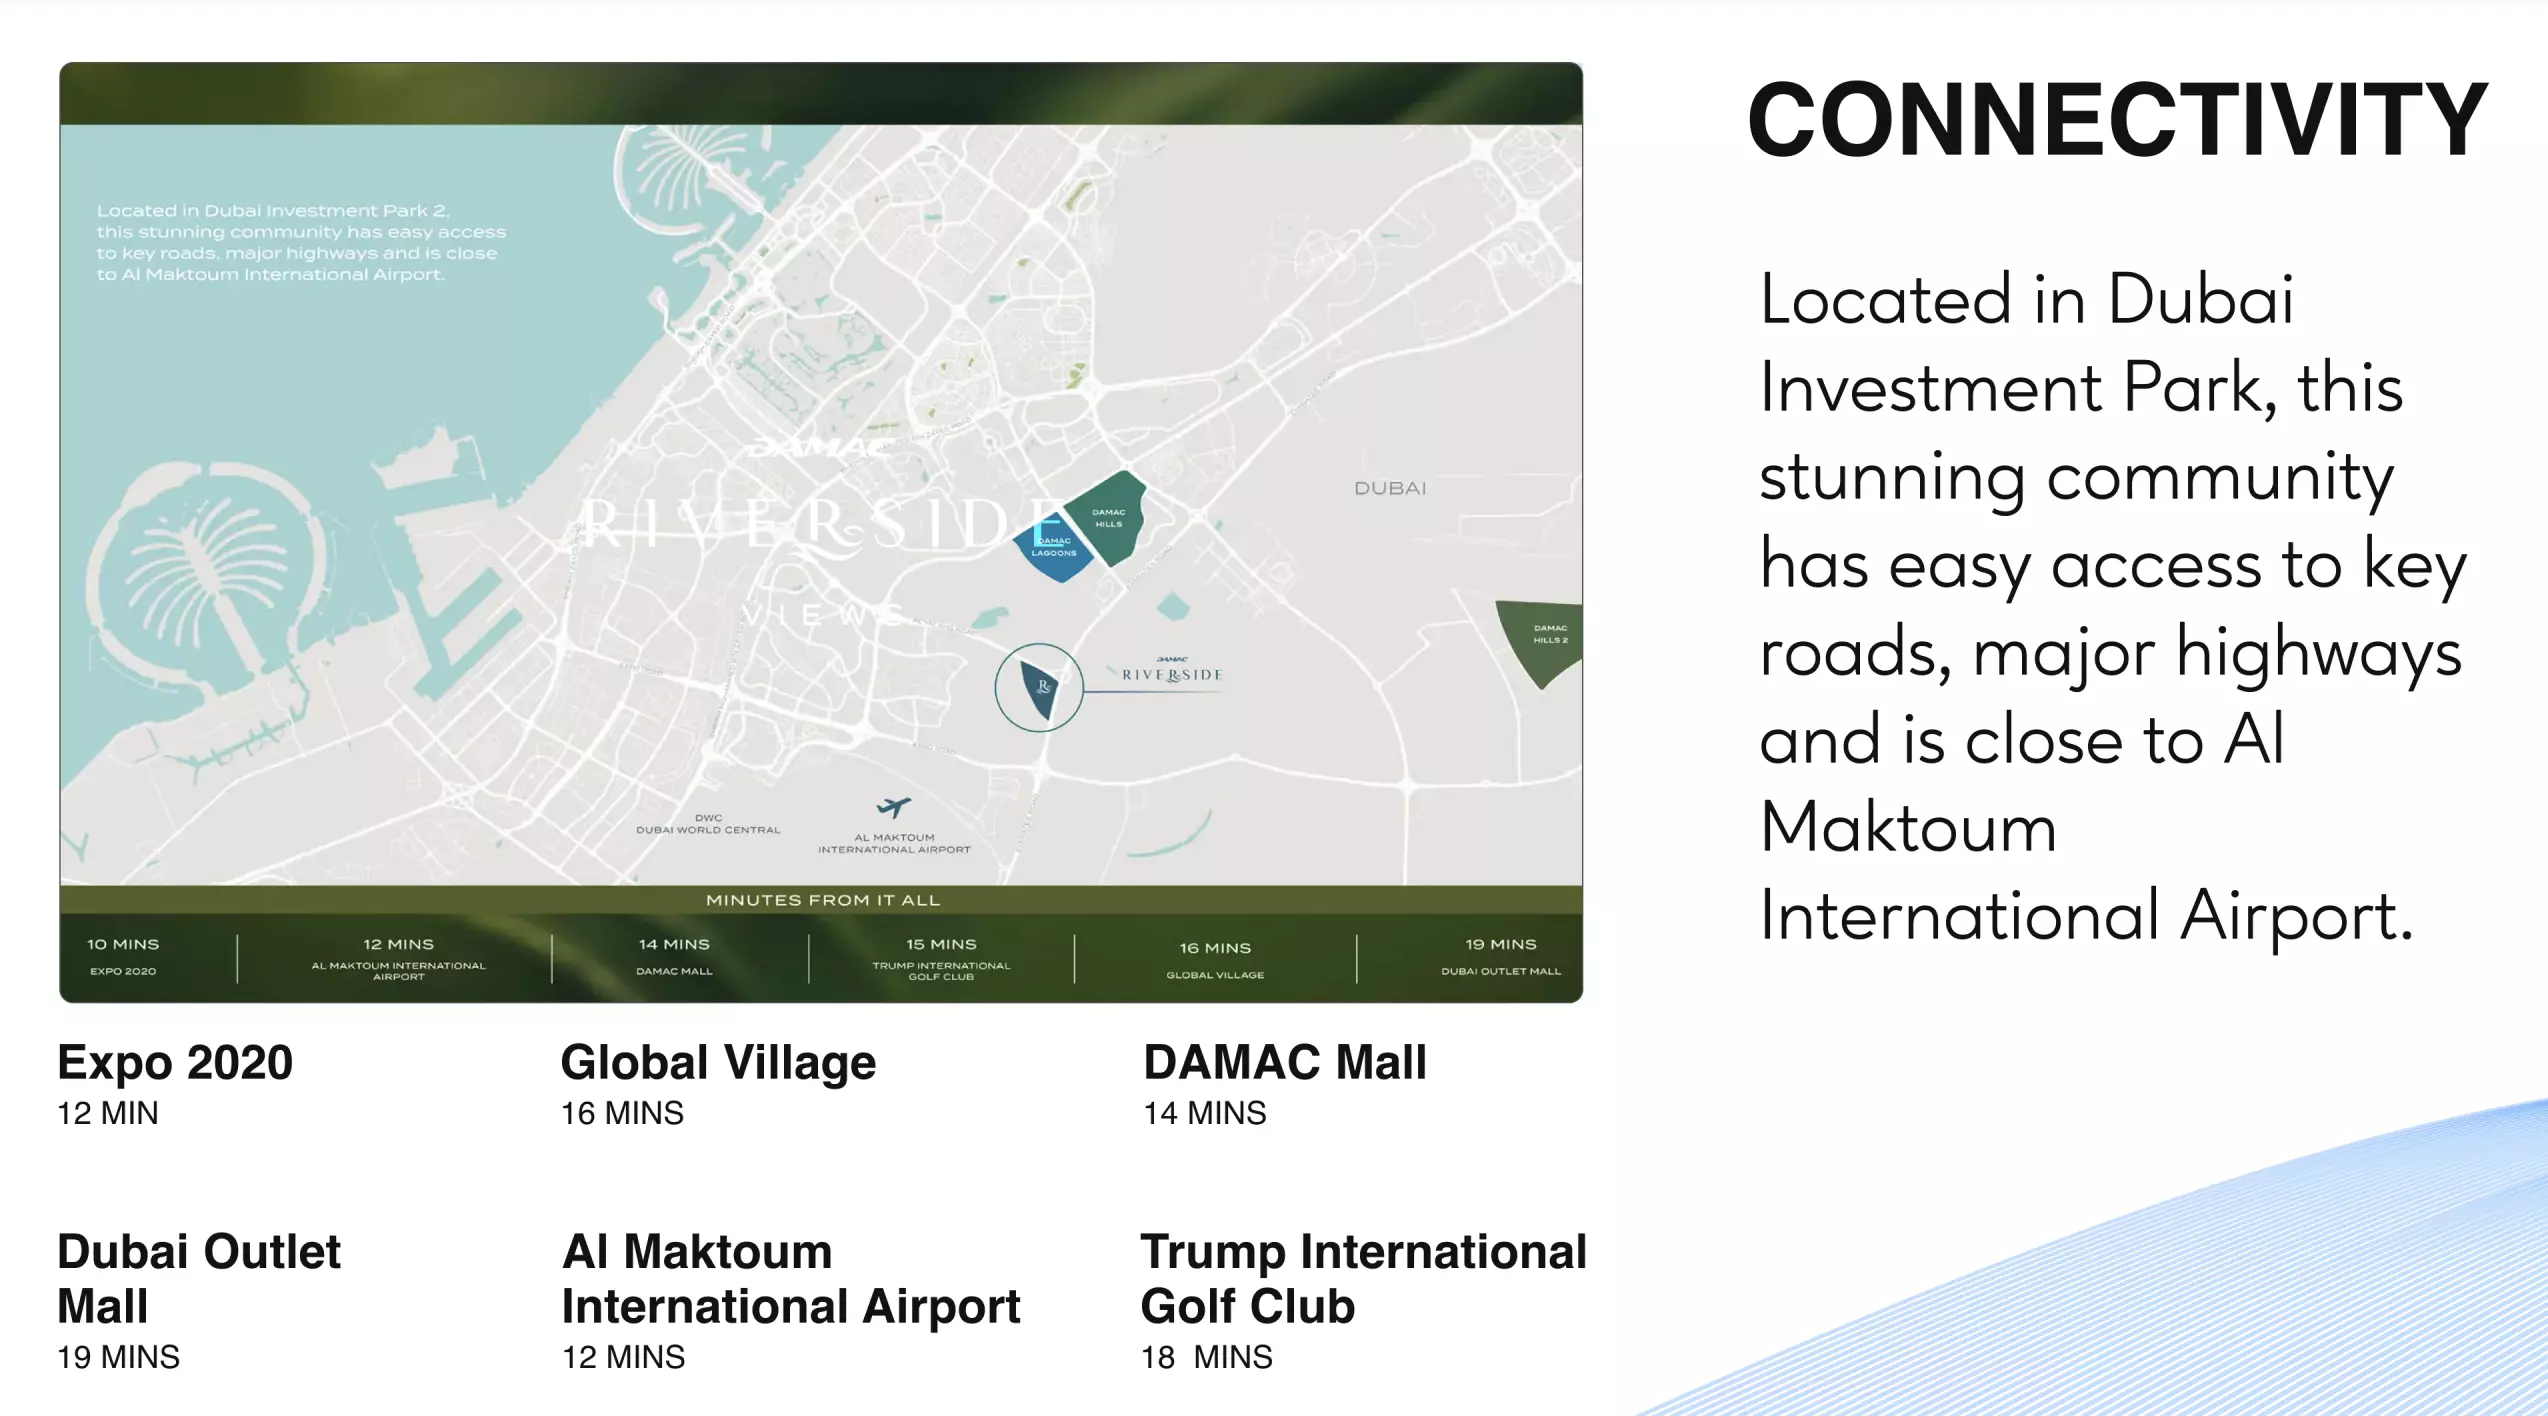 CONNECTIVITY
Located in Dubai
Investment Park, this
stunning community
has easy access to key
roads, major highways
and is close to Al
Maktoum
International Airport.
Located in Dubai Investment Park 2,
this stunning community has easy access
to key roads, major highways and is close
to Al Maktoum International Airport.
DAMAC
RIVERSIDE
VIEWS
DUBAI
DAMAC
HILLS
DAMAC
LAGOONS
DAMAC
HILLS 2
DAMAC
RIVERSIDE
EXPO ROAD
EXPO ROAD
DWC
DUBAI WORLD CENTRAL
AL MAKTOUM
INTERNATIONAL AIRPORT
MINUTES FROM IT ALL
10 MINS
EXPO 2020
12 MINS
AL MAKTOUM INTERNATIONAL
AIRPORT
14 MINS
DAMAC MALL
15 MINS
TRUMP INTERNATIONAL
GOLF CLUB
16 MINS
GLOBAL VILLAGE
19 MINS
DUBAI OUTLET MALL
Expo 2020
12 MIN
Global Village
16 MINS
DAMAC Mall
14 MINS
Dubai Outlet
Mall
19 MINS
Al Maktoum
International Airport
12 MINS
Trump International
Golf Club
18 MINS